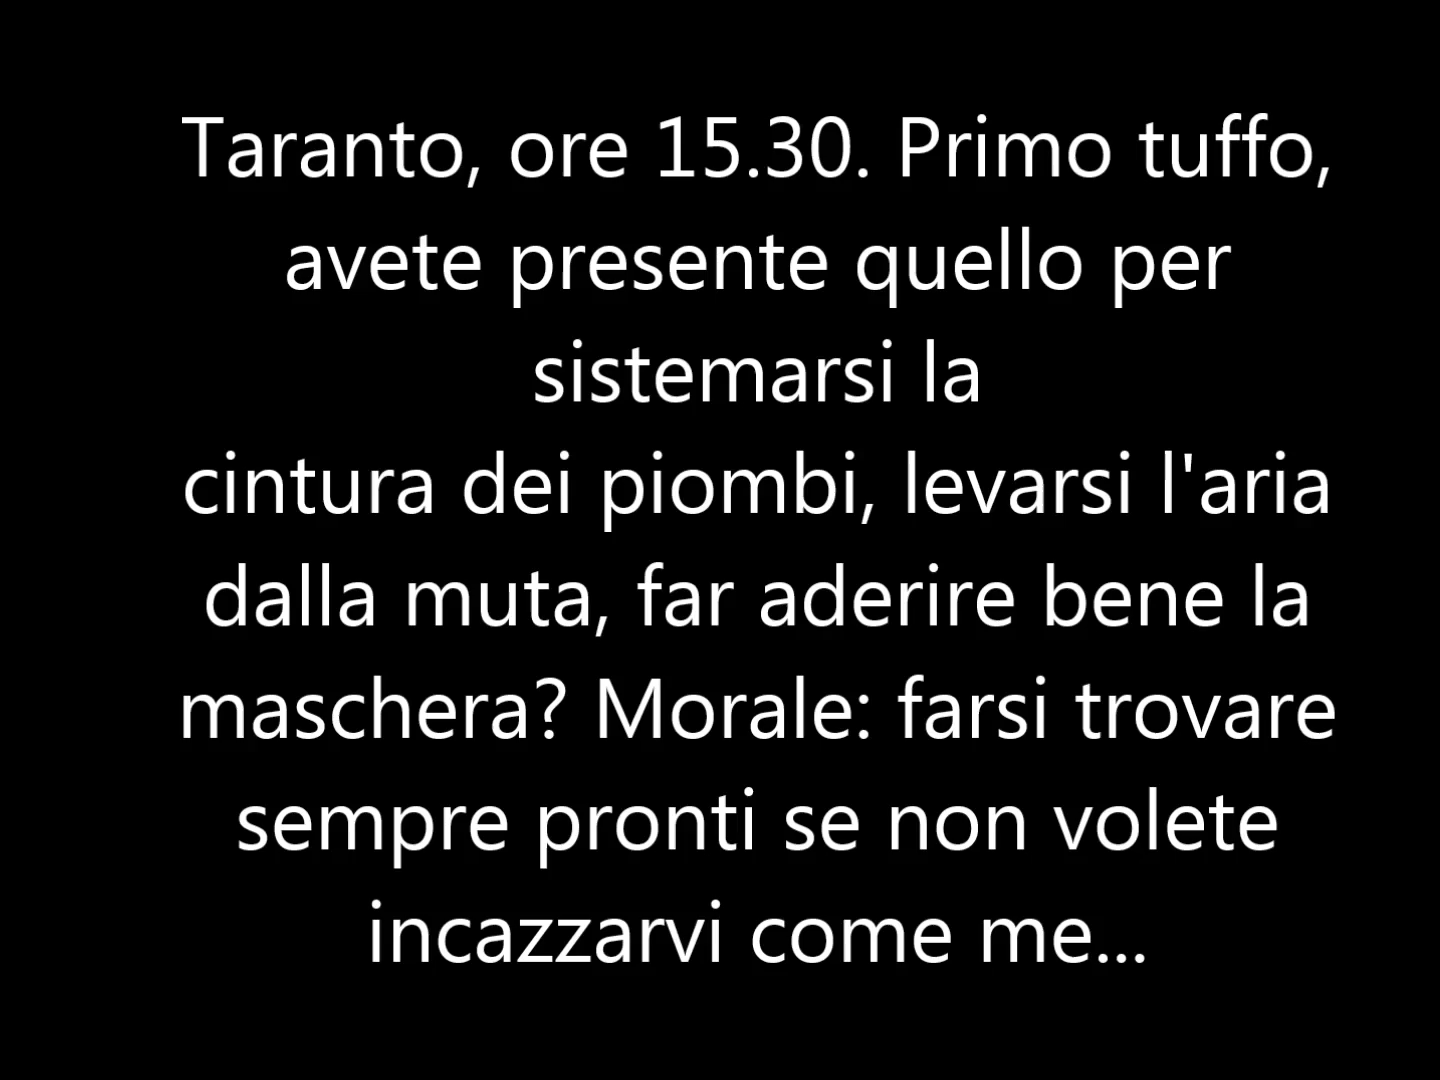 Taranto, ore 15.30. Primo tuffo,
avete presente quello per
sistemarsi la
cintura dei piombi, levarsi l'aria
dalla muta, far aderire bene la
maschera? Morale: farsi trovare
sempre pronti se non volete
incazzarvi come me...